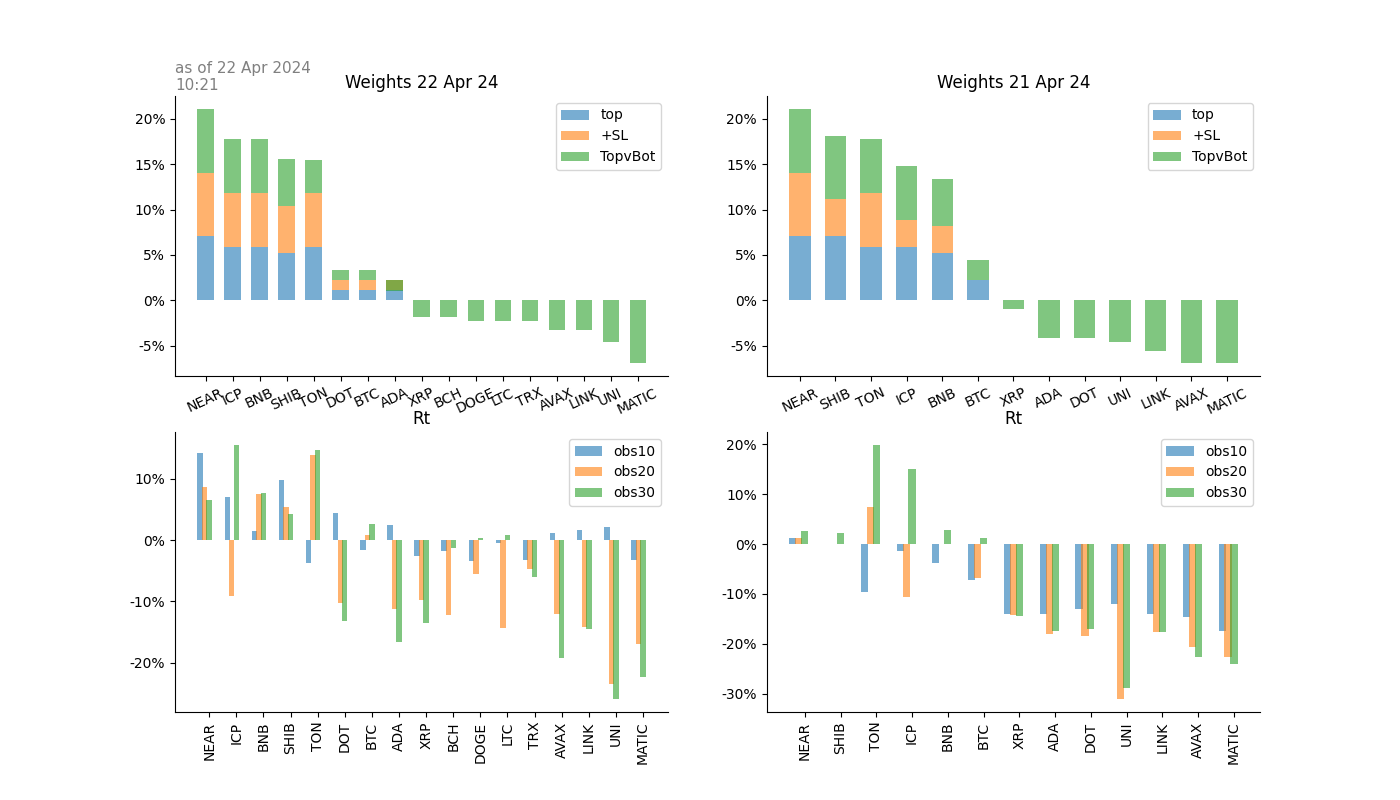 as of 22 Apr 2024
10:21
Weights 22 Apr 24
20%
15%
10%
5%
0%
-5%
top
+SL
TopvBot
NEAR ICP BNB SHIB TON DOT BTC ADA XRP BCH DOGE LTC TRX AVAX LINK UNI MATIC
Weights 21 Apr 24
20%
15%
10%
5%
0%
-5%
top
+SL
TopvBot
NEAR SHIB TON ICP BNB BTC XRP ADA DOT UNI LINK AVAX MATIC
Rt
10%
0%
-10%
-20%
obs10
obs20
obs30
NEAR ICP BNB SHIB TON DOT BTC ADA XRP BCH DOGE LTC TRX AVAX LINK UNI MATIC
Rt
20%
10%
0%
-10%
-20%
-30%
obs10
obs20
obs30
NEAR SHIB TON ICP BNB BTC XRP ADA DOT UNI LINK AVAX MATIC